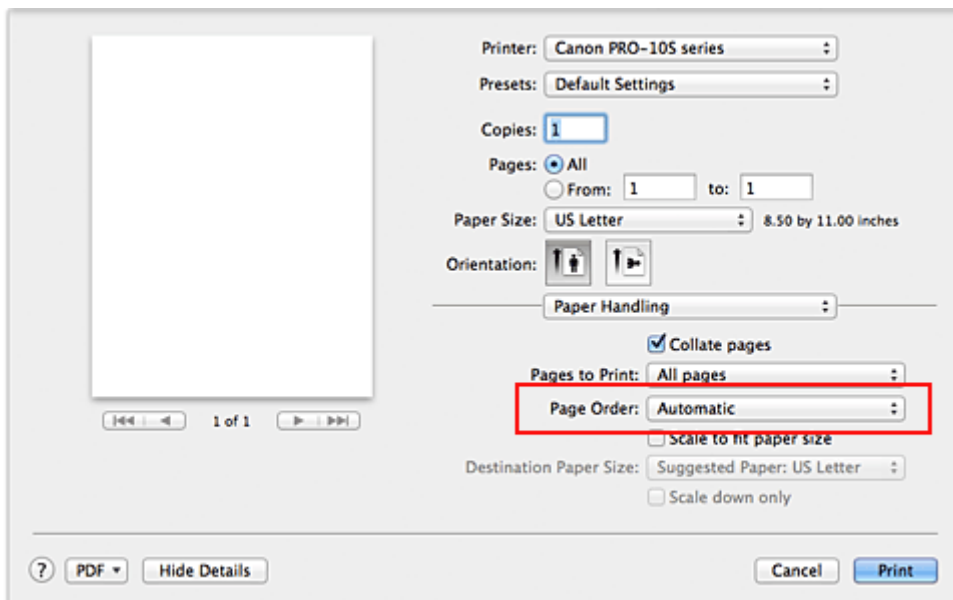 Printer: Canon PRO-10S series
Presets: Default Settings
Copies: 1
Pages: All
From: 1 to: 1
Paper Size: US Letter 8.50 by 11.00 inches
Orientation:
Paper Handling
Collate pages
Pages to Print: All pages
Page Order: Automatic
1 of 1
Scale to fit paper size
Destination Paper Size: Suggested Paper: US Letter
Scale down only
? PDF Hide Details Cancel Print